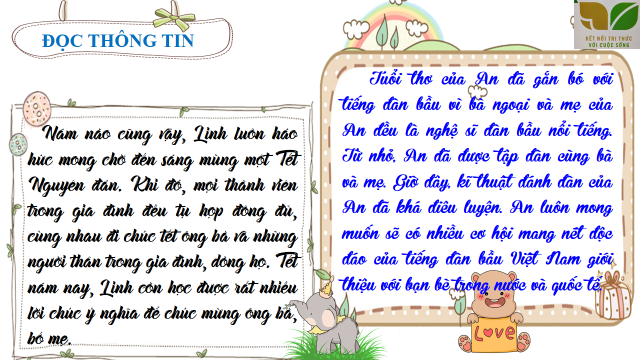 ĐỌC THÔNG TIN
KẾT NỐI TRI THỨC
VỚI CUỘC SỐNG
Năm nào cũng vậy, Linh luôn háo
hức mong chờ đến sáng mùng một Tết
Nguyên đán. Khi đó, mọi thành viên
trong gia đình đều tụ họp đông đủ,
cùng nhau đi chúc tết ông bà và những
người thân trong gia đình, dòng họ. Tết
năm nay, Linh còn học được rất nhiều
lời chúc ý nghĩa để chúc mừng ông bà,
bố mẹ.
Tuổi thơ của An đã gắn bó với
tiếng đàn bầu vì bà ngoại và mẹ của
An đều là nghệ sĩ đàn bầu nổi tiếng.
Từ nhỏ, An đã được tập đàn cùng bà
và mẹ. Giờ đây, kĩ thuật đánh đàn của
An đã khá điêu luyện. An luôn mong
muốn sẽ có nhiều cơ hội mang nét độc
đáo của tiếng đàn bầu Việt Nam giới
thiệu với bạn bè trong nước và quốc tế.
LOVE